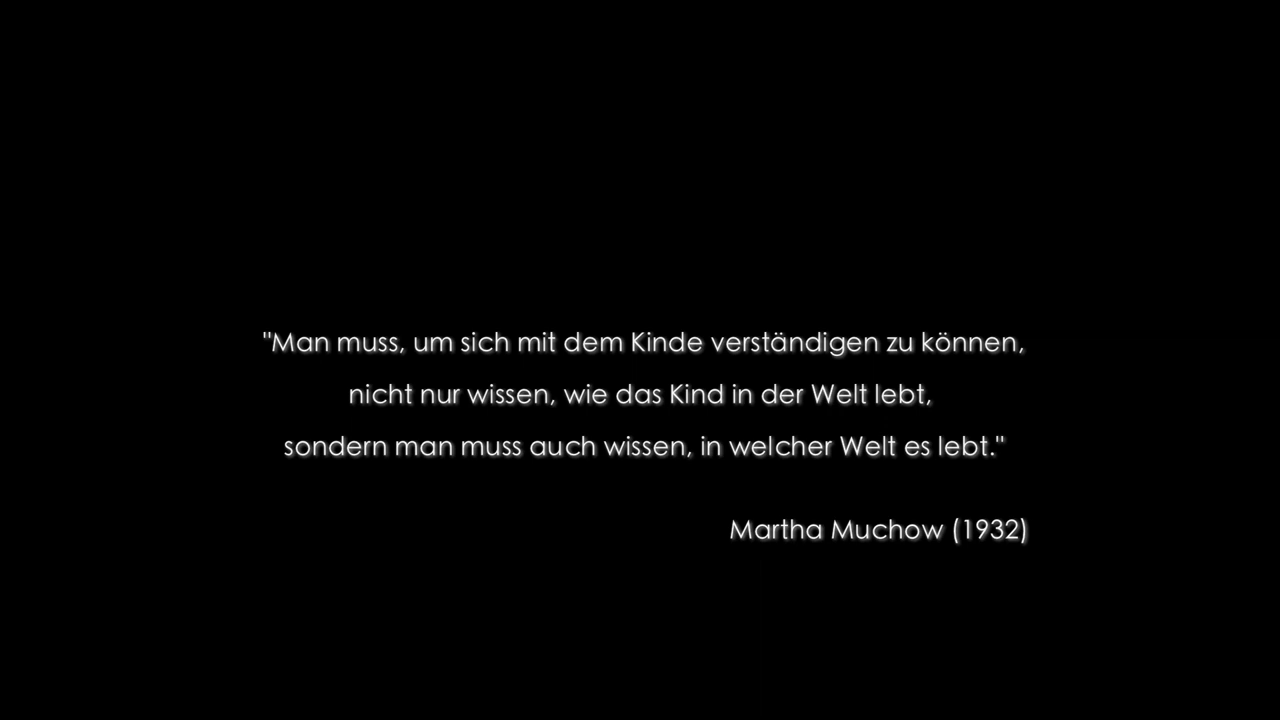 "Man muss, um sich mit dem Kinde verständigen zu können,
nicht nur wissen, wie das Kind in der Welt lebt,
sondern man muss auch wissen, in welcher Welt es lebt."
Martha Muchow (1932)